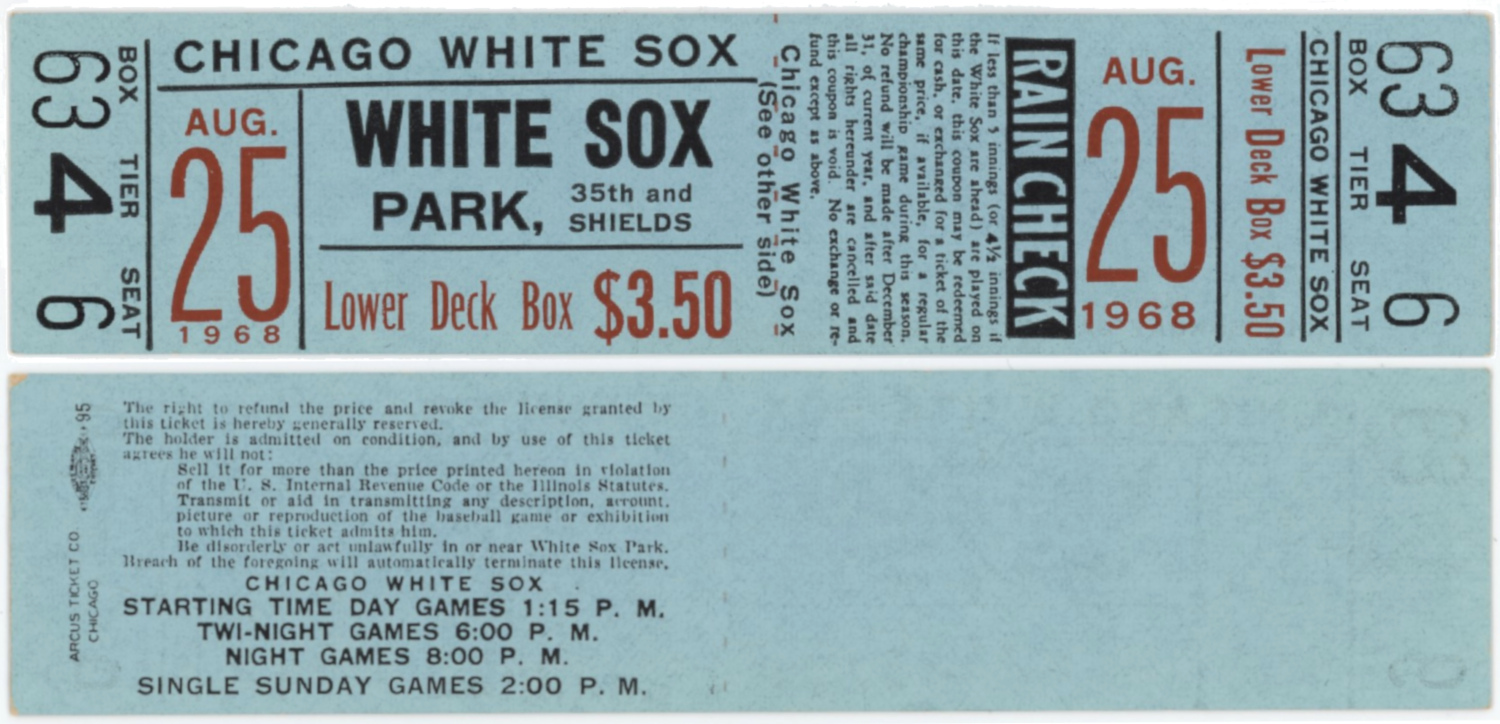 63 4 6
BOX TIER SEAT
CHICAGO WHITE SOX
AUG.
25
1968
WHITE SOX
PARK, 35th and
SHIELDS
Lower Deck Box $3.50
Chicago White Sox
(See other side)
If less than 5 innings (or 4½ innings if
the White Sox are ahead) are played on
this date, this coupon may be redeemed
for cash, or exchanged for a ticket of the
same price, if available, for a regular
championship game during this season.
No refund will be made after December
31, of current year, and after said date
all rights hereunder are cancelled and
this coupon is void. No exchange or re-
fund except as above.
RAIN CHECK
AUG.
25
1968
Lower Deck Box $3.50
CHICAGO WHITE SOX
BOX TIER SEAT
63 4 6
95
ARCUS TICKET CO.
CHICAGO
The right to refund the price and revoke the license granted by
this ticket is hereby generally reserved.
The holder is admitted on condition, and by use of this ticket
agrees he will not:
Sell it for more than the price printed hereon in violation
of the U. S. Internal Revenue Code or the Illinois Statutes.
Transmit or aid in transmitting any description, account,
picture or reproduction of the baseball game or exhibition
to which this ticket admits him.
Be disorderly or act unlawfully in or near White Sox Park.
Breach of the foregoing will automatically terminate this license.
CHICAGO WHITE SOX
STARTING TIME DAY GAMES 1:15 P. M.
TWI-NIGHT GAMES 6:00 P. M.
NIGHT GAMES 8:00 P. M.
SINGLE SUNDAY GAMES 2:00 P. M.